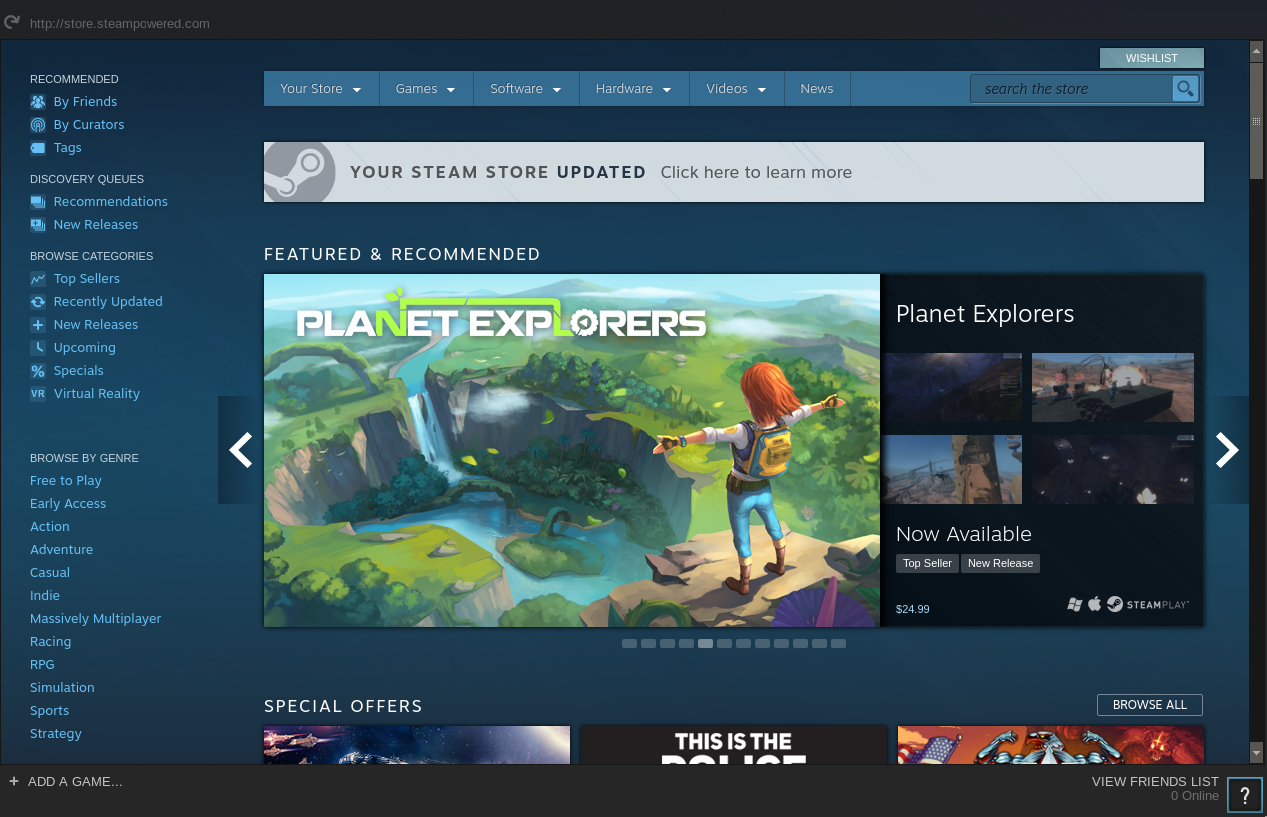 http://store.steampowered.com
WISHLIST
Your Store
Games
Software
Hardware
Videos
News
search the store
RECOMMENDED
By Friends
By Curators
Tags
DISCOVERY QUEUES
Recommendations
New Releases
BROWSE CATEGORIES
Top Sellers
Recently Updated
New Releases
Upcoming
Specials
VR Virtual Reality
BROWSE BY GENRE
Free to Play
Early Access
Action
Adventure
Casual
Indie
Massively Multiplayer
Racing
RPG
Simulation
Sports
Strategy
YOUR STEAM STORE UPDATED Click here to learn more
FEATURED & RECOMMENDED
PLANET EXPLORERS
Planet Explorers
Now Available
Top Seller
New Release
$24.99
STEAMPLAY
SPECIAL OFFERS
BROWSE ALL
THIS IS THE
POLICE
+ ADD A GAME...
VIEW FRIENDS LIST
0 Online
?